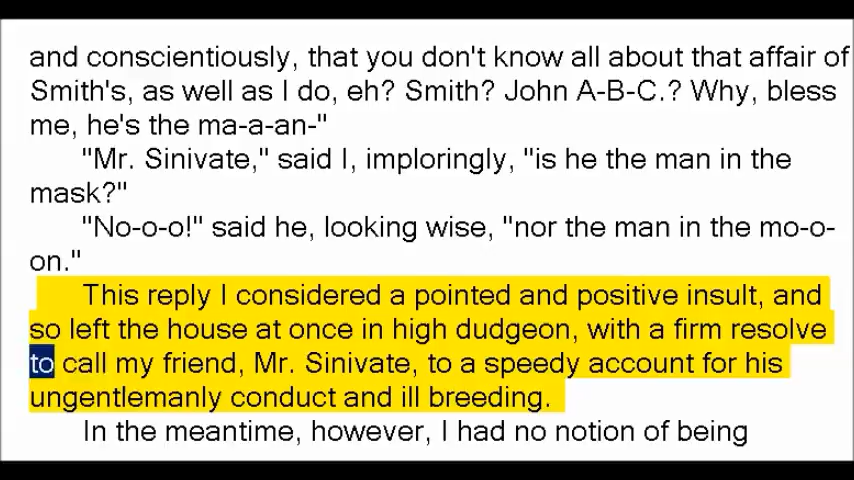 and conscientiously, that you don't know all about that affair of
Smith's, as well as I do, eh? Smith? John A-B-C.? Why, bless
me, he's the ma-a-an-"
"Mr. Sinivate," said I, imploringly, "is he the man in the
mask?"
"No-o-o!" said he, looking wise, "nor the man in the mo-o-
on."
This reply I considered a pointed and positive insult, and
so left the house at once in high dudgeon, with a firm resolve
to call my friend, Mr. Sinivate, to a speedy account for his
ungentlemanly conduct and ill breeding.
In the meantime, however, I had no notion of being